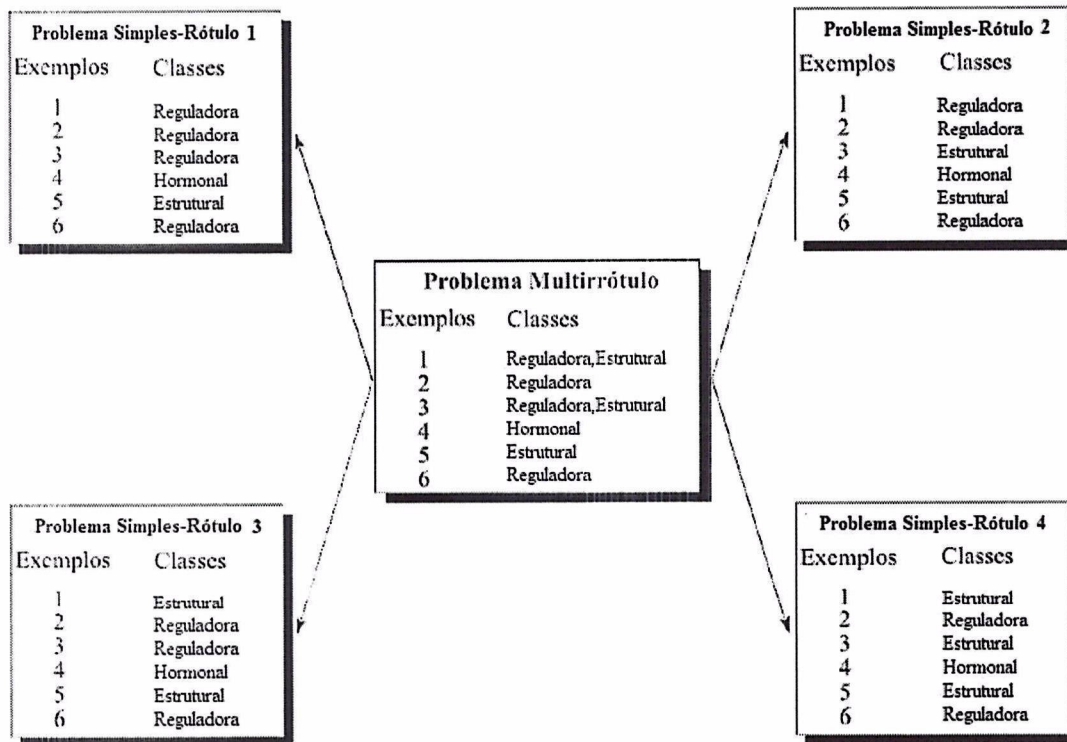 Problema Simples-Rótulo 1
Exemplos Classes
1 Reguladora
2 Reguladora
3 Reguladora
4 Hormonal
5 Estrutural
6 Reguladora
Problema Simples-Rótulo 2
Exemplos Classes
1 Reguladora
2 Reguladora
3 Estrutural
4 Hormonal
5 Estrutural
6 Reguladora
Problema Multirrótulo
Exemplos Classes
1 Reguladora,Estrutural
2 Reguladora
3 Reguladora,Estrutural
4 Hormonal
5 Estrutural
6 Reguladora
Problema Simples-Rótulo 3
Exemplos Classes
1 Estrutural
2 Reguladora
3 Reguladora
4 Hormonal
5 Estrutural
6 Reguladora
Problema Simples-Rótulo 4
Exemplos Classes
1 Estrutural
2 Reguladora
3 Estrutural
4 Hormonal
5 Estrutural
6 Reguladora